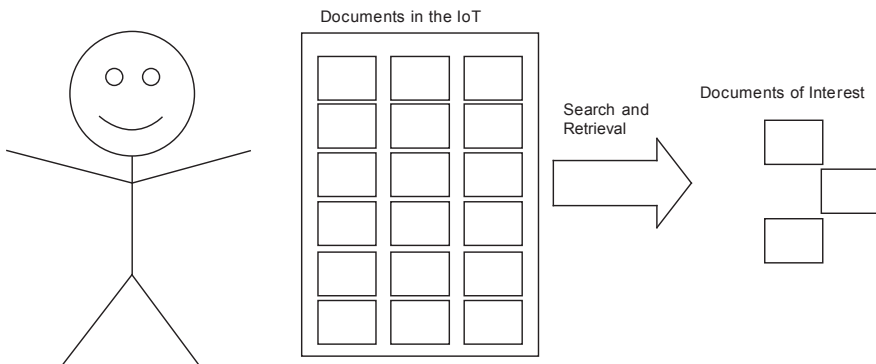 Documents in the IoT
Search and
Retrieval
Documents of Interest